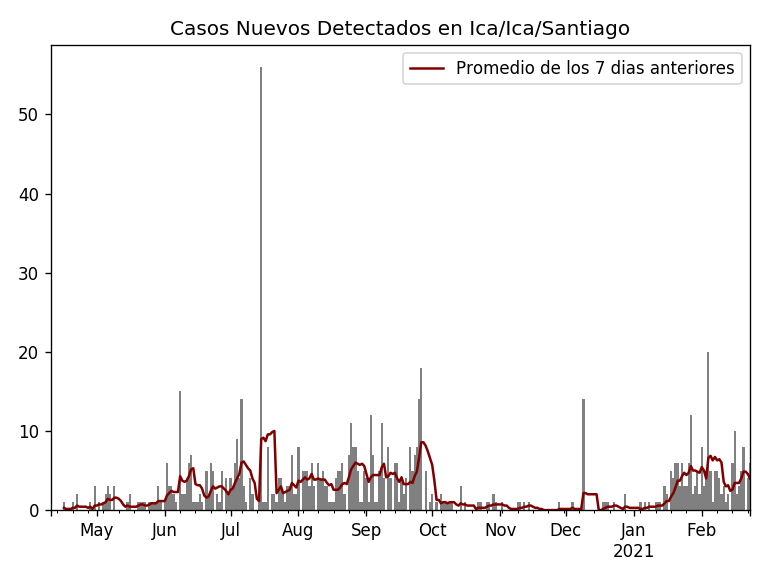 Casos Nuevos Detectados en Ica/Ica/Santiago
Promedio de los 7 dias anteriores
50
40
30
20
10
0
May Jun Jul Aug Sep Oct Nov Dec Jan Feb
2021